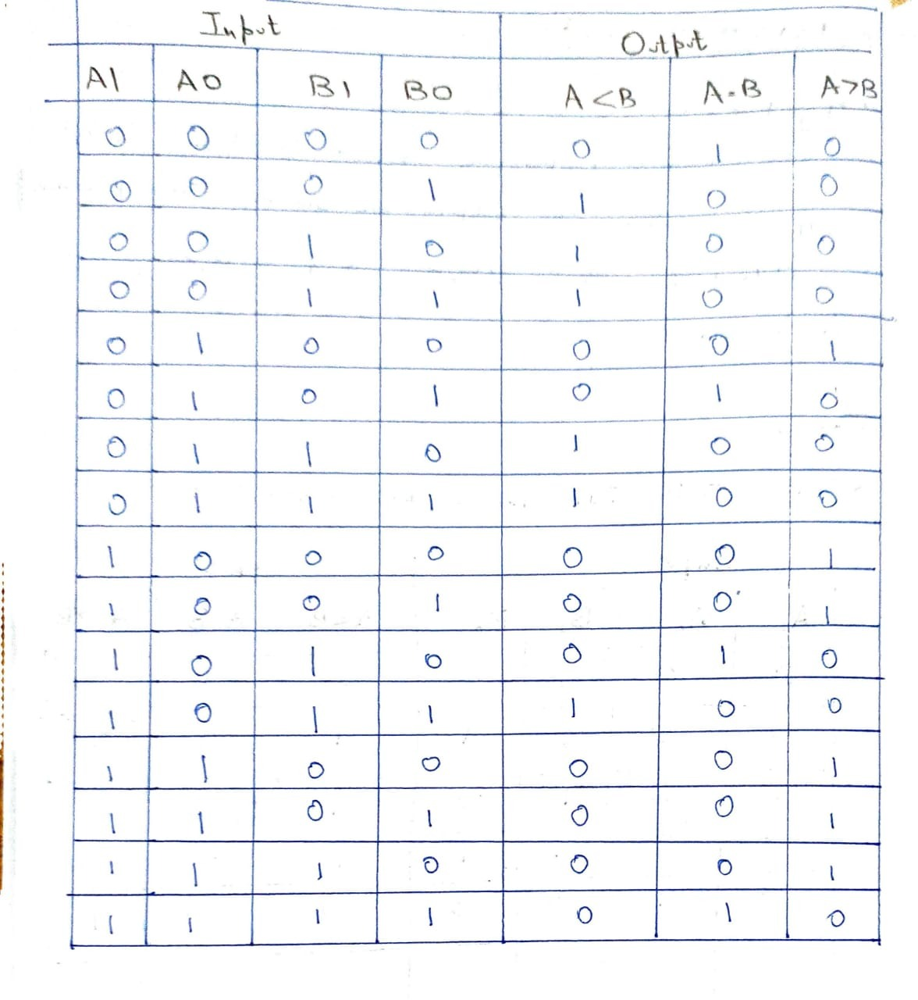 Input Output
A1 A0 B1 B0 A<B A=B A>B
0 0 0 0 0 1 0
0 0 0 1 1 0 0
0 0 1 0 1 0 0
0 0 1 1 1 0 0
0 1 0 0 0 0 1
0 1 0 1 0 1 0
0 1 1 0 1 0 0
0 1 1 1 1 0 0
1 0 0 0 0 0 1
1 0 0 1 0 0 1
1 0 1 0 0 1 0
1 0 1 1 1 0 0
1 1 0 0 0 0 1
1 1 0 1 0 0 1
1 1 1 0 0 0 1
1 1 1 1 0 1 0